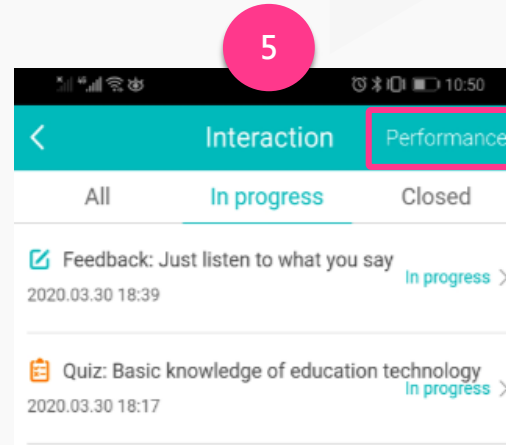 5
10:50
Interaction
Performance
All
In progress
Closed
Feedback: Just listen to what you say
In progress
2020.03.30 18:39
Quiz: Basic knowledge of education technology
In progress
2020.03.30 18:17